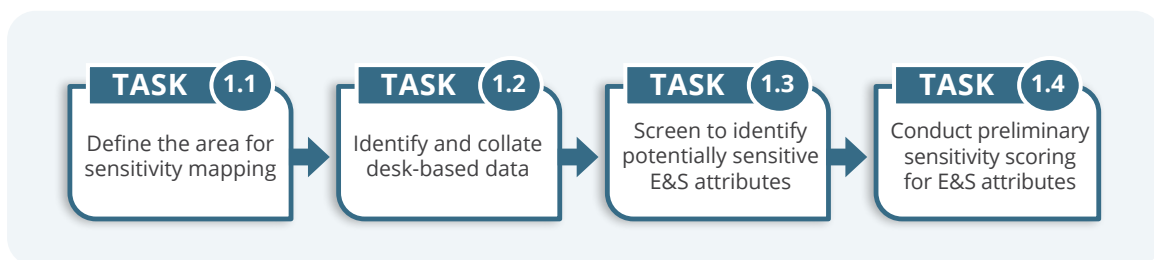 TASK 1.1
Define the area for
sensitivity mapping
TASK 1.2
Identify and collate
desk-based data
TASK 1.3
Screen to identify
potentially sensitive
E&S attributes
TASK 1.4
Conduct preliminary
sensitivity scoring
for E&S attributes